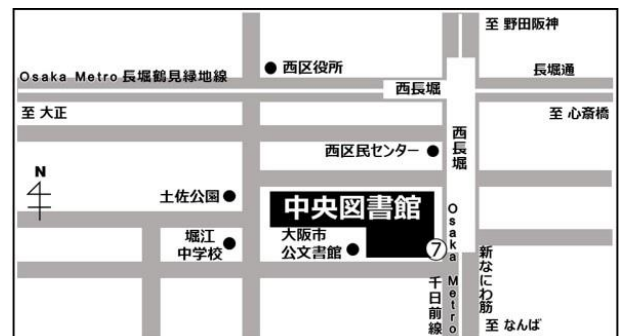 至 野田阪神
西区役所
長堀通
Osaka Metro 長堀鶴見緑地線
西長堀
至 大正
至 心斎橋
西長堀
西区民センター
N
土佐公園
中央図書館
堀江
中学校
大阪市
公文書館
⑦
Osaka Metro 千日前線
新なにわ筋
至 なんば